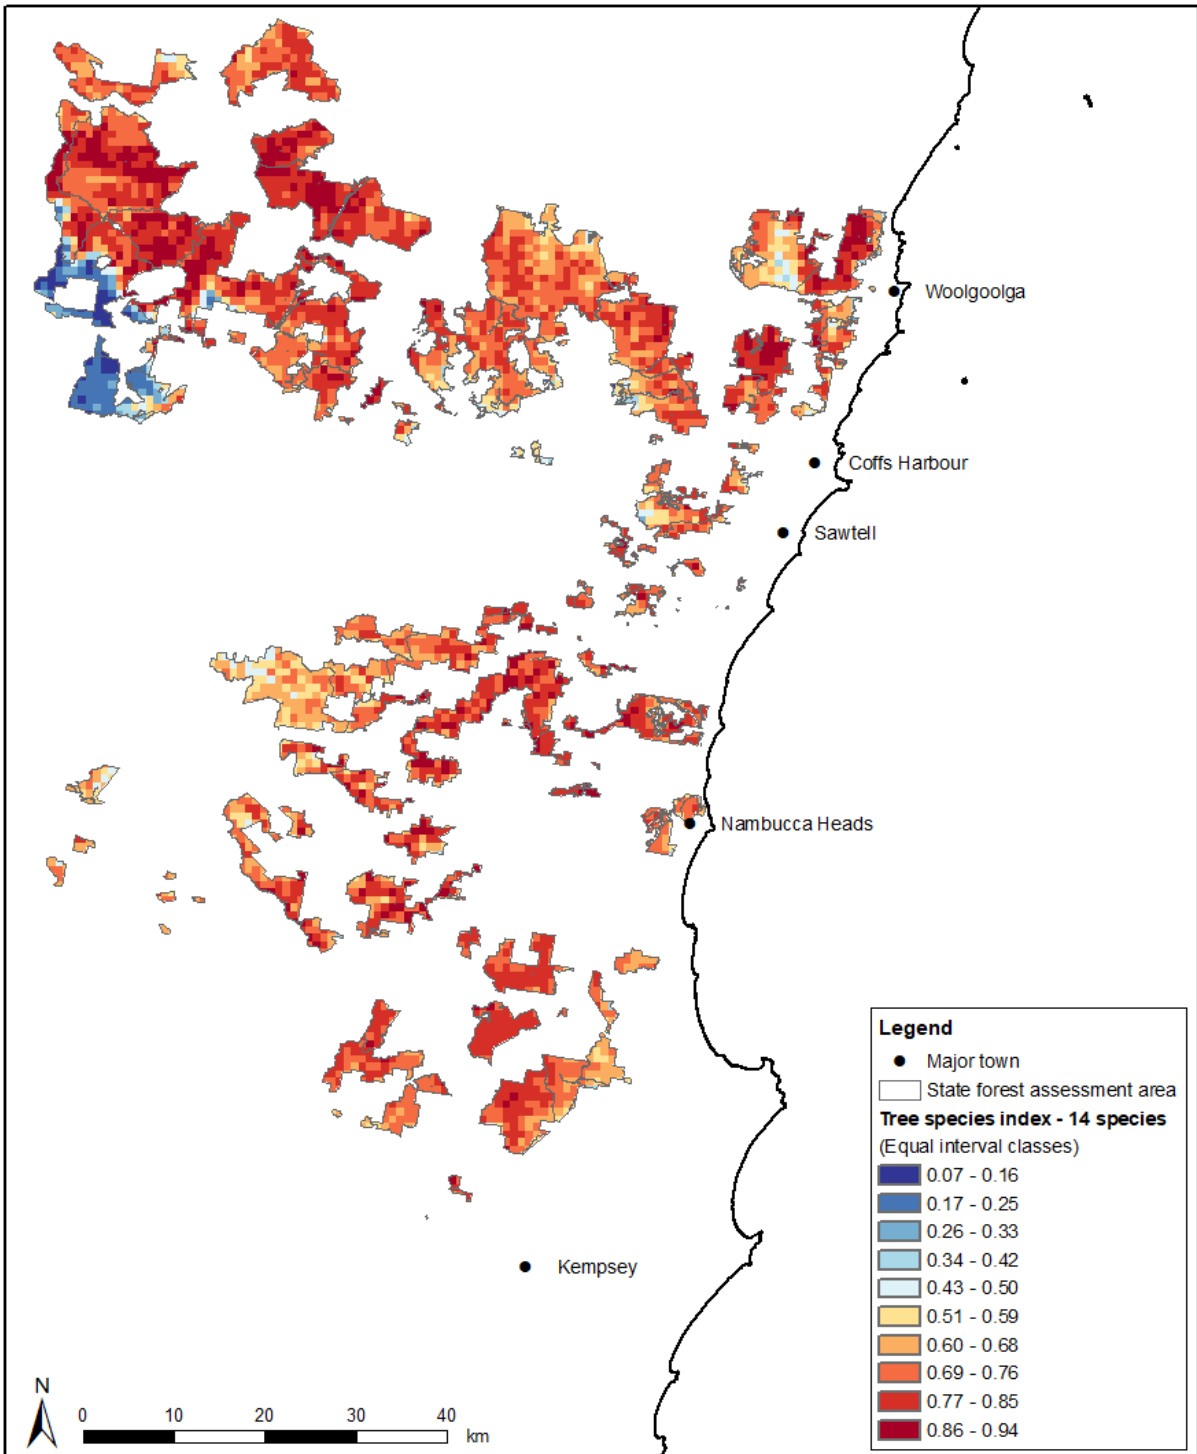 Woolgoolga
Coffs Harbour
Sawtell
Nambucca Heads
Kempsey
Legend
Major town
State forest assessment area
Tree species index - 14 species
(Equal interval classes)
0.07 - 0.16
0.17 - 0.25
0.26 - 0.33
0.34 - 0.42
0.43 - 0.50
0.51 - 0.59
0.60 - 0.68
0.69 - 0.76
0.77 - 0.85
0.86 - 0.94
N
0 10 20 30 40
km